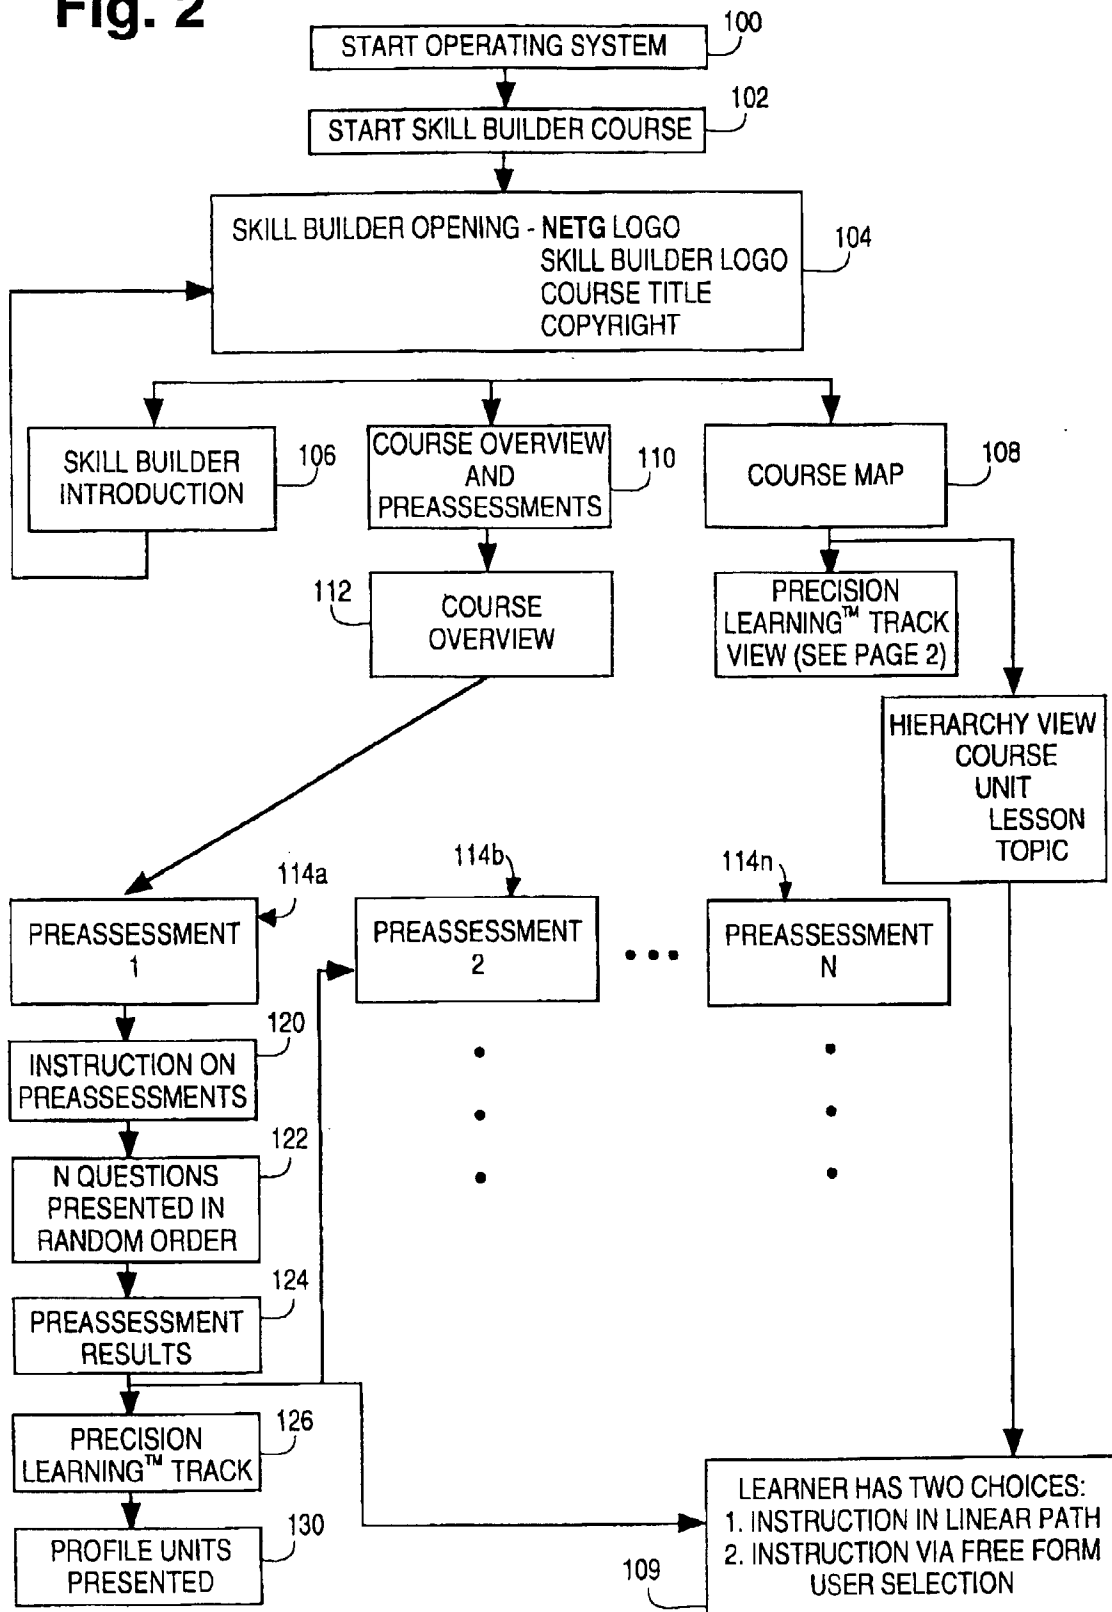 Fig. 2
START OPERATING SYSTEM
100
START SKILL BUILDER COURSE
102
SKILL BUILDER OPENING - NETG LOGO
SKILL BUILDER LOGO
COURSE TITLE
COPYRIGHT
104
SKILL BUILDER
INTRODUCTION
106
COURSE OVERVIEW
AND
PREASSESSMENTS
110
COURSE MAP
108
112
COURSE
OVERVIEW
PRECISION
LEARNING™ TRACK
VIEW (SEE PAGE 2)
HIERARCHY VIEW
COURSE
UNIT
LESSON
TOPIC
114a
PREASSESSMENT
1
114b
PREASSESSMENT
2
• • •
114n
PREASSESSMENT
N
120
INSTRUCTION ON
PREASSESSMENTS
122
N QUESTIONS
PRESENTED IN
RANDOM ORDER
124
PREASSESSMENT
RESULTS
126
PRECISION
LEARNING™ TRACK
130
PROFILE UNITS
PRESENTED
LEARNER HAS TWO CHOICES:
1. INSTRUCTION IN LINEAR PATH
2. INSTRUCTION VIA FREE FORM
USER SELECTION
109